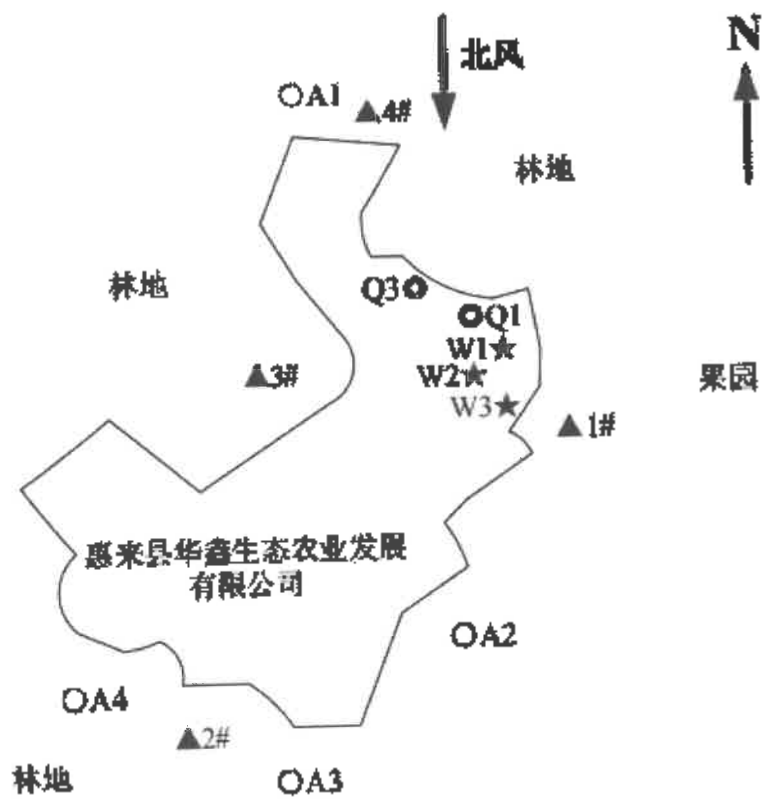 N
北风
○A1
▲4#
林地
林地
Q3
Q1
W1★
W2★
▲3#
果园
W3★
▲1#
惠来县华鑫生态农业发展
有限公司
○A2
○A4
▲2#
林地
○A3